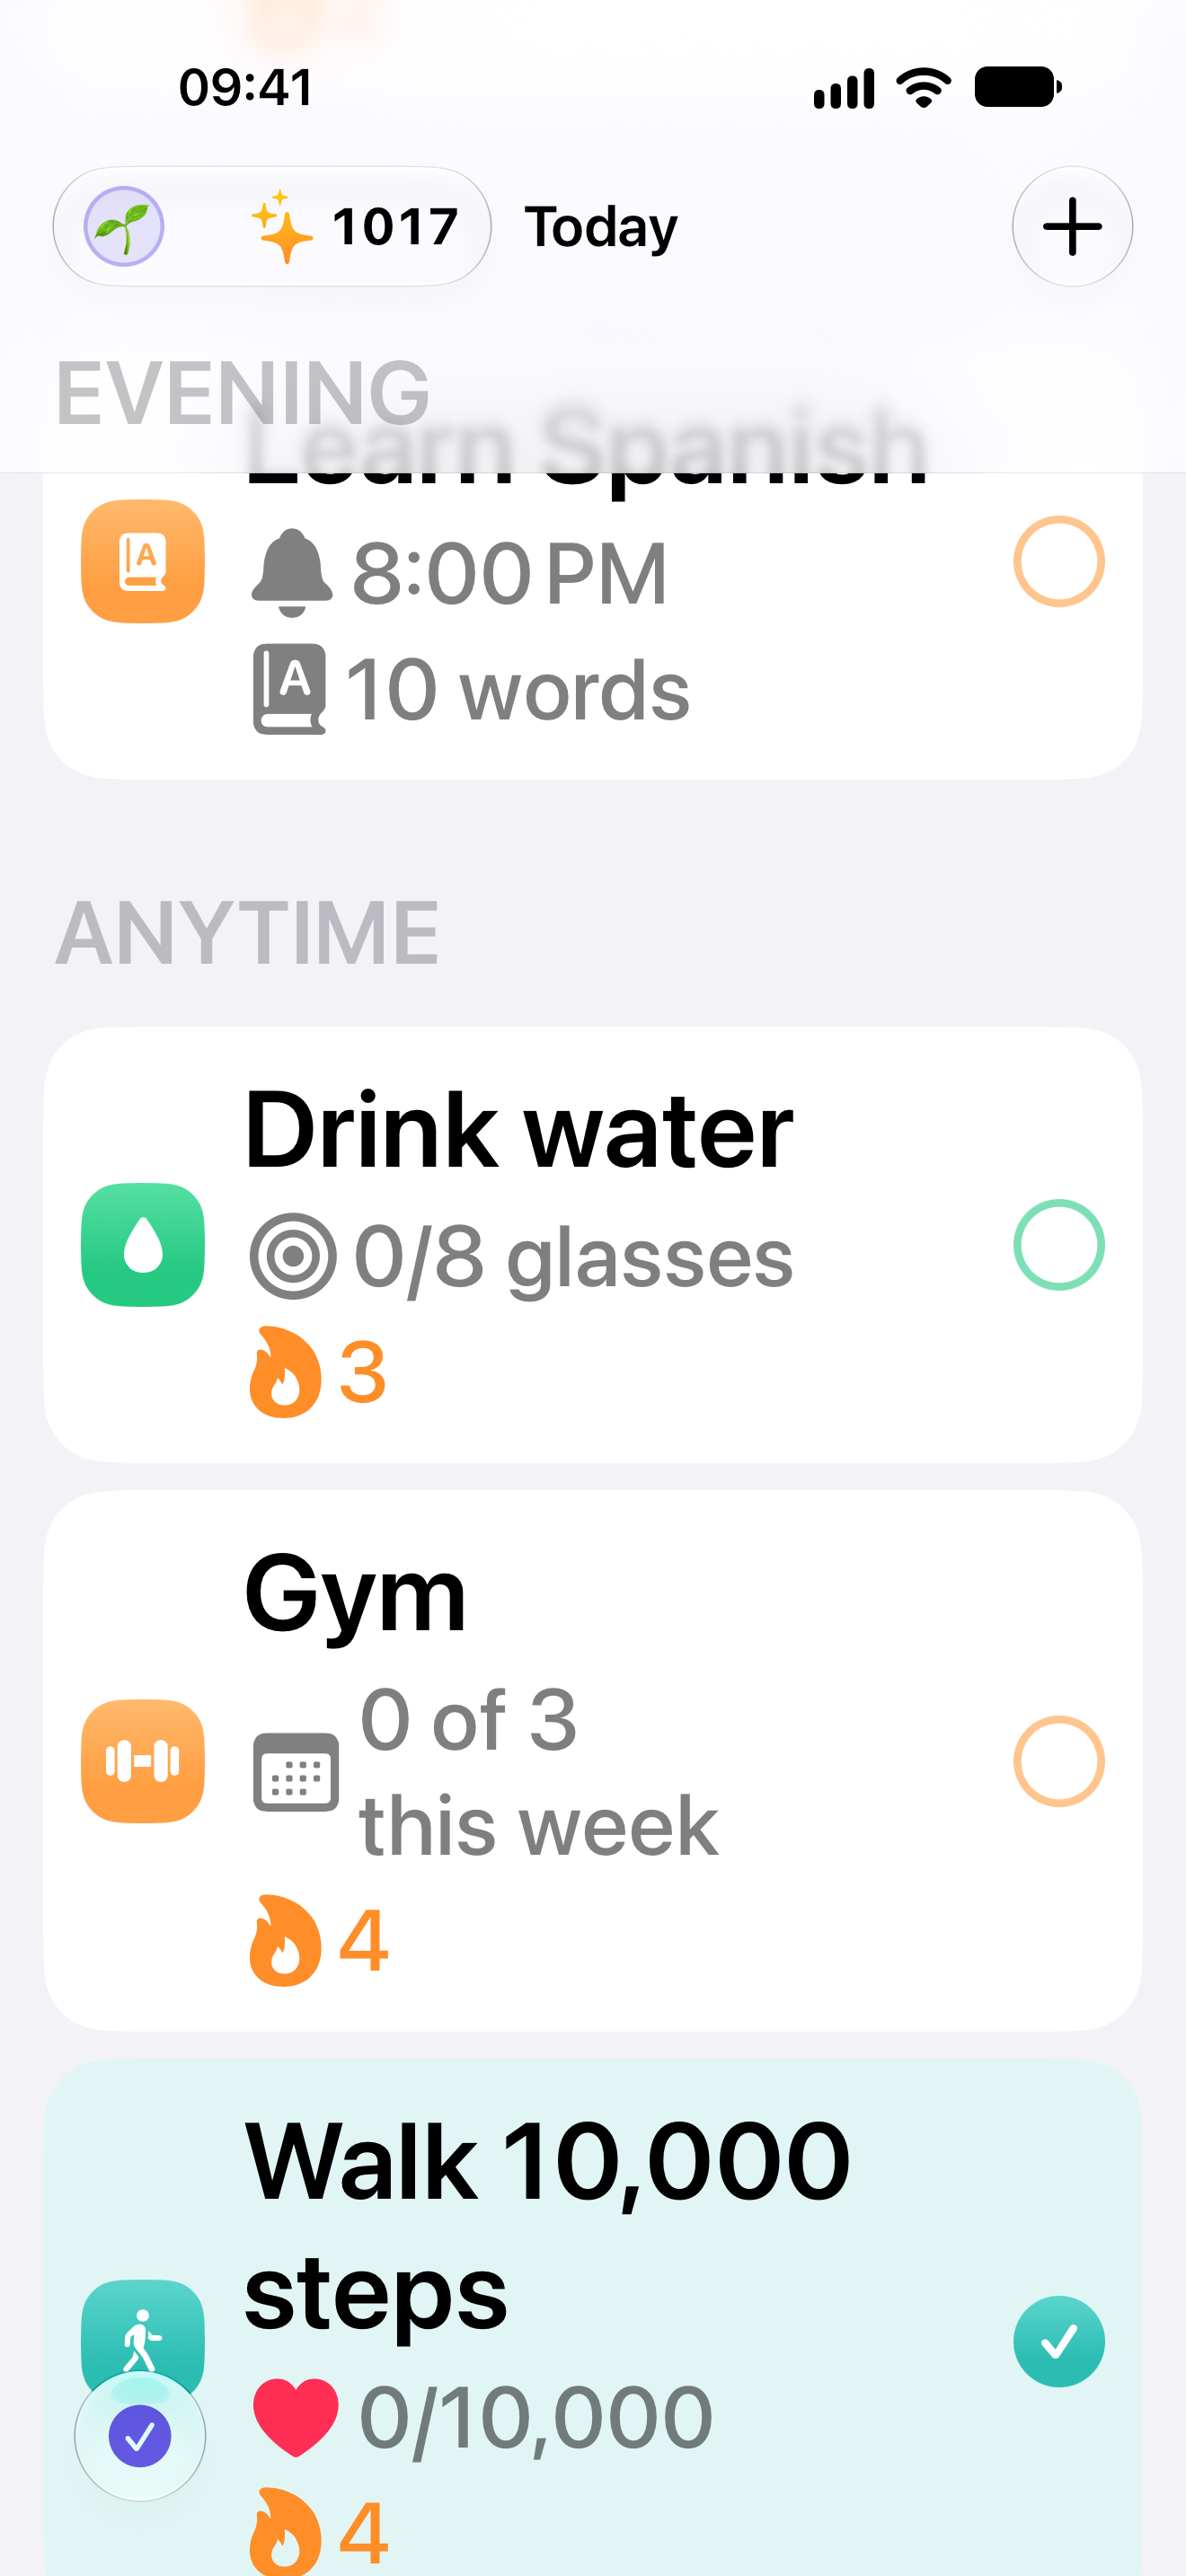 09:41
1017
Today
EVENING
Learn Spanish
8:00 PM
10 words
ANYTIME
Drink water
0/8 glasses
3
Gym
0 of 3
this week
4
Walk 10,000
steps
0/10,000
4